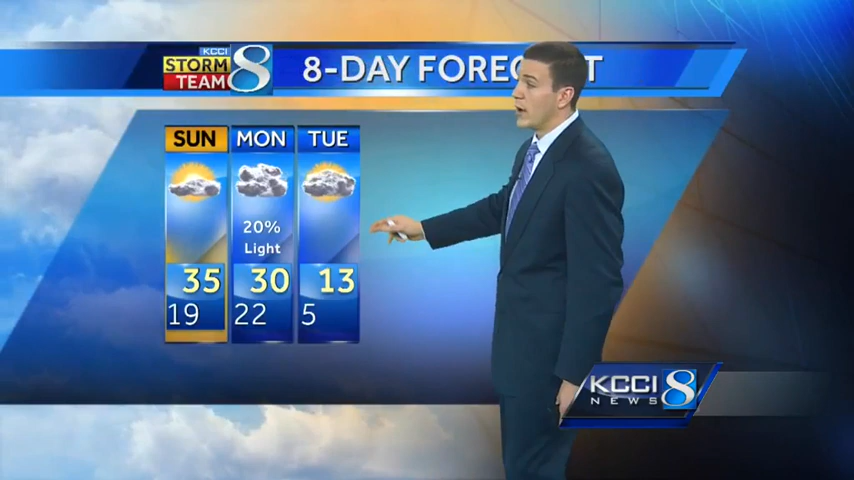 KCCI
STORM
TEAM 8
8-DAY FOREC T
SUN MON TUE
20%
Light
35 30 13
19 22 5
KCCI 8
NEWS